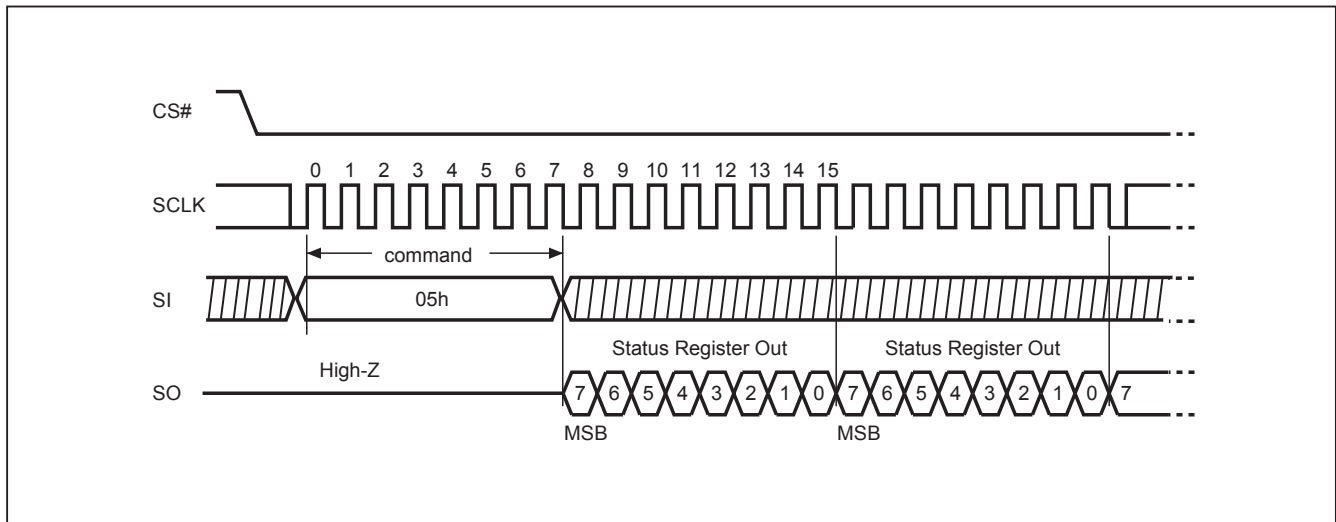 CS#
0 1 2 3 4 5 6 7 8 9 10 11 12 13 14 15
SCLK
command
SI
05h
Status Register Out Status Register Out
High-Z
SO
7 6 5 4 3 2 1 0 7 6 5 4 3 2 1 0 7
MSB MSB